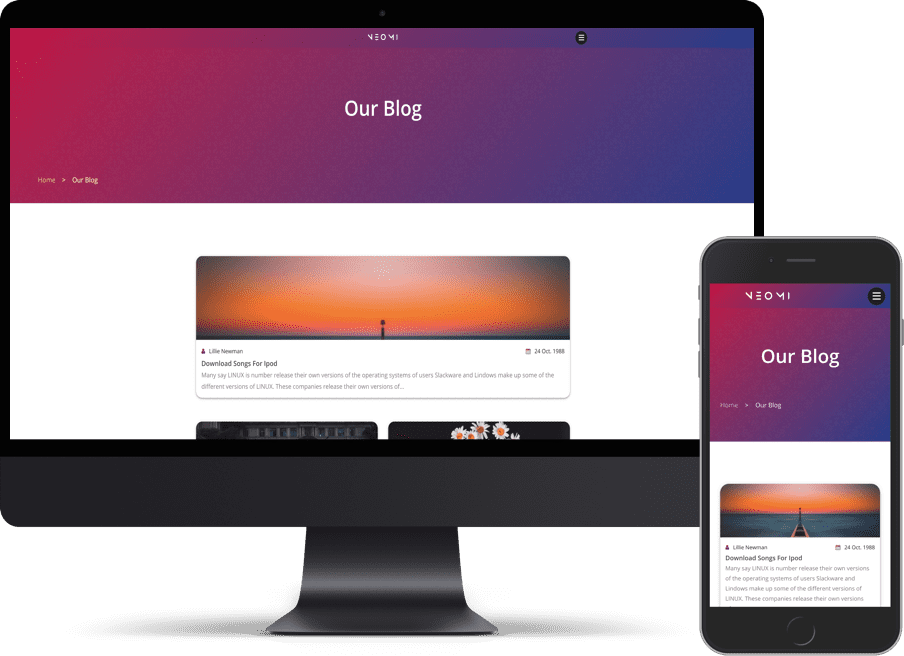 NEOMI
Our Blog
Home > Our Blog
Lillie Newman 24 Oct. 1988
Download Songs For Ipod
Many say LINUX is number release their own versions of the operating systems of users Slackware and Lindows make up some of the
different versions of LINUX. These companies release their own versions of...
NEOMI
Our Blog
Home > Our Blog
Lillie Newman 24 Oct. 1988
Download Songs For Ipod
Many say LINUX is number release their own versions
of the operating systems of users Slackware and
Lindows make up some of the different versions of
LINUX. These companies release their own versions